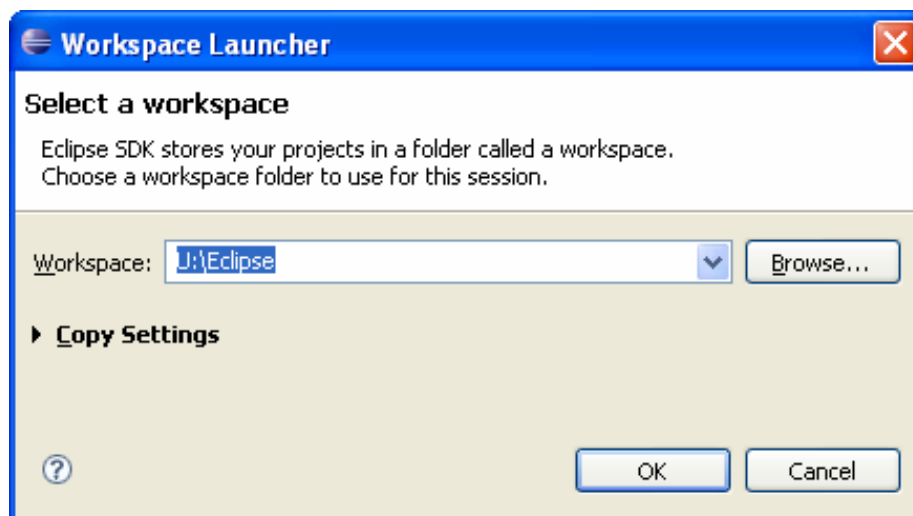 Workspace Launcher
Select a workspace
Eclipse SDK stores your projects in a folder called a workspace.
Choose a workspace folder to use for this session.
Workspace: U:\Eclipse Browse...
Copy Settings
? OK Cancel